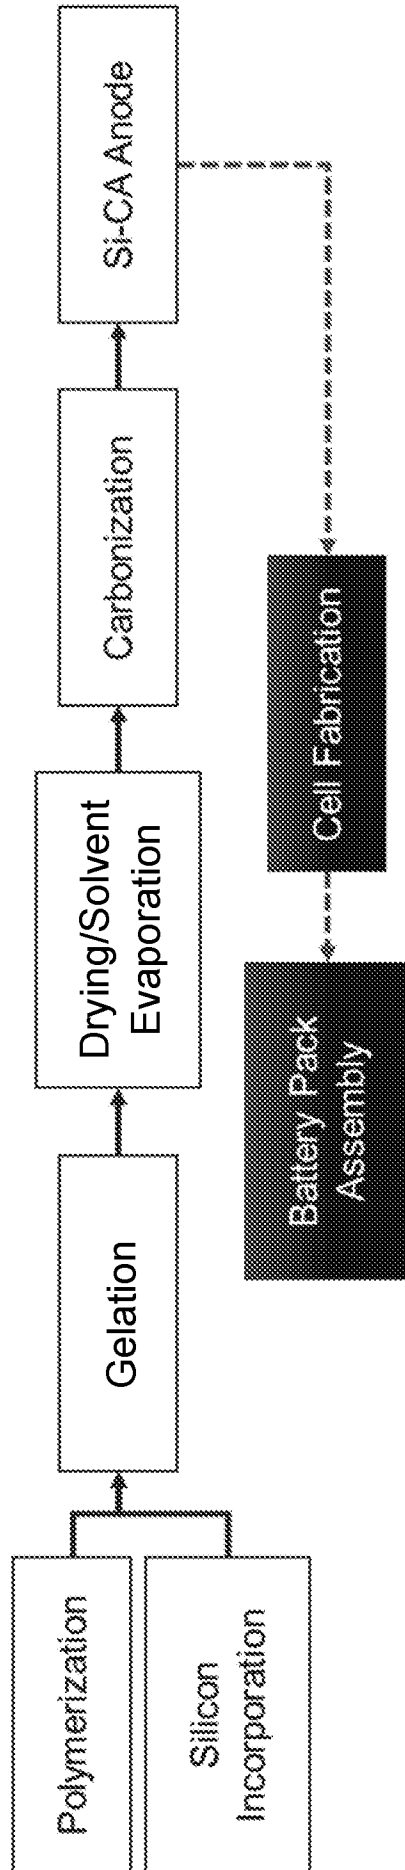 Polymerization
Silicon
Incorporation
Gelation
Drying/Solvent
Evaporation
Carbonization
Si-CA Anode
Cell Fabrication
Battery Pack
Assembly